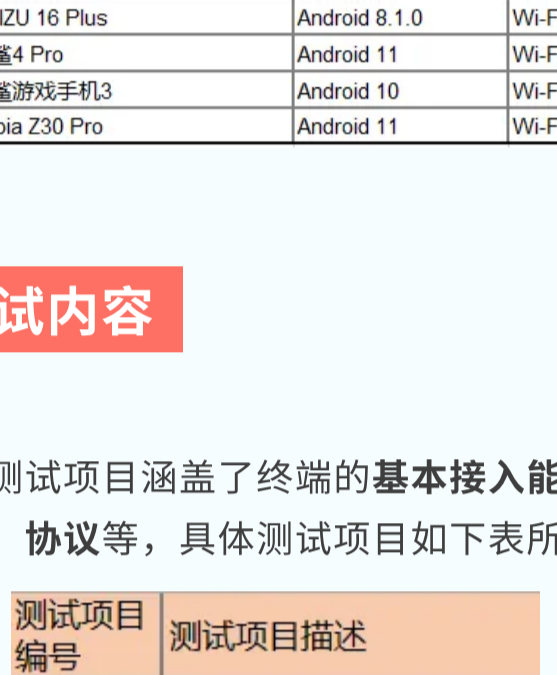 IZU 16 Plus Android 8.1.0 Wi-F
鲨4 Pro Android 11 Wi-F
鲨游戏手机3 Android 10 Wi-F
bia Z30 Pro Android 11 Wi-F
试内容
测试项目涵盖了终端的基本接入能
协议等，具体测试项目如下表所
测试项目
编号
测试项目描述